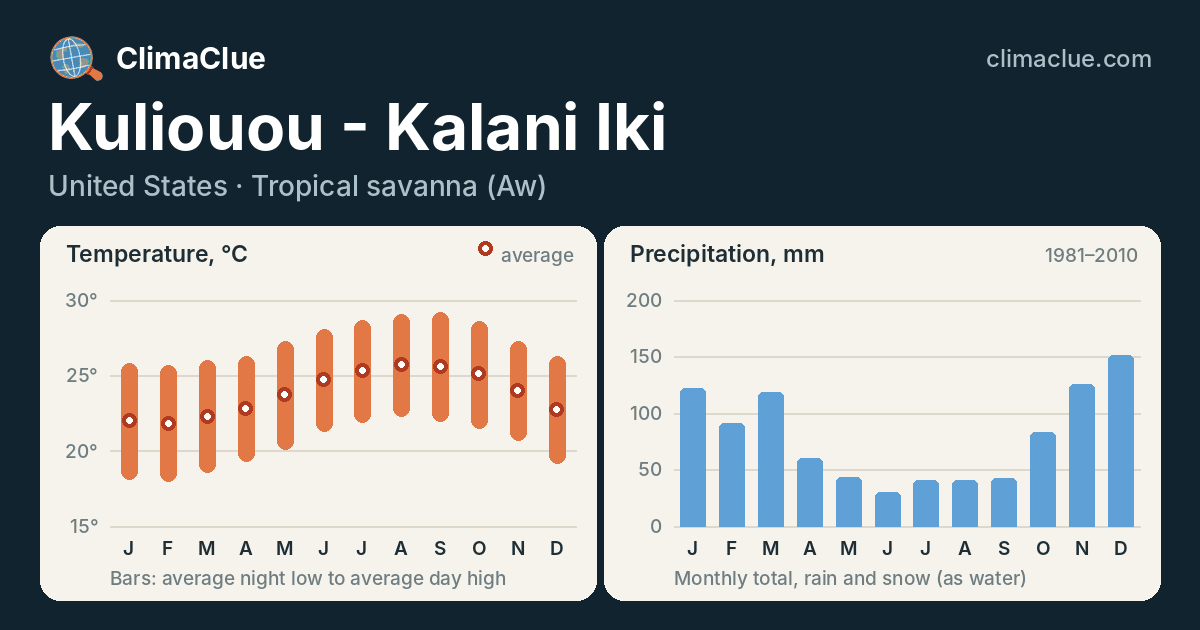 ClimaClue
climaclue.com
Kuliouou - Kalani Iki
United States · Tropical savanna (Aw)
Temperature, °C
average
30°
25°
20°
15°
J F M A M J J A S O N D
Bars: average night low to average day high
Precipitation, mm
1981–2010
200
150
100
50
0
J F M A M J J A S O N D
Monthly total, rain and snow (as water)